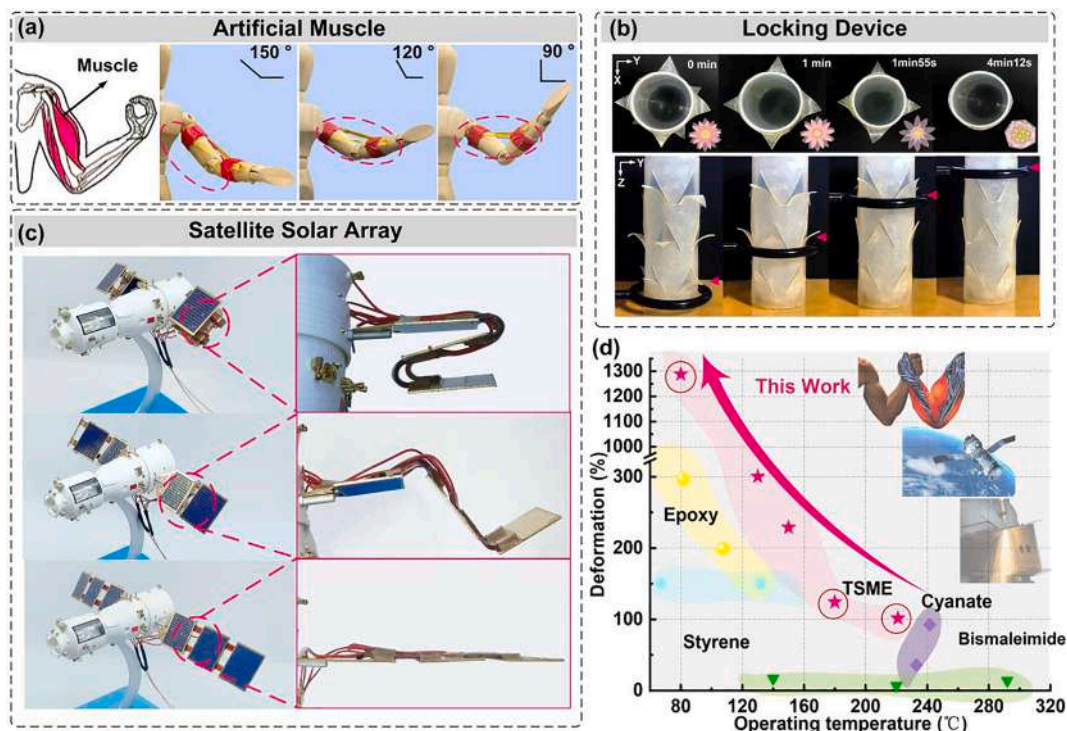 (a) Artificial Muscle
Muscle
150 °
120 °
90 °
(b) Locking Device
Y
X
0 min
1 min
1min55s
4min12s
Y
Z
(c) Satellite Solar Array
(d)
This Work
Epoxy
TSME
Cyanate
Styrene
Bismaleimide
Deformation (%)
1300
1200
1100
1000
300
200
100
0
80 120 160 200 240 280 320
Operating temperature (℃)